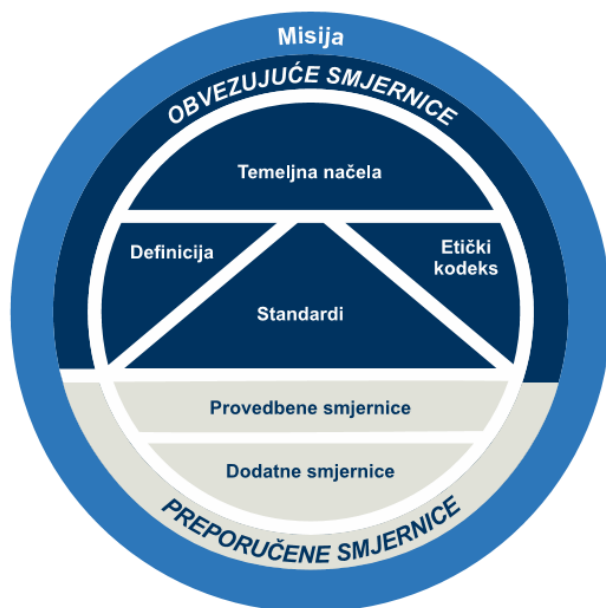 Misija
OBVEZUJUĆE SMJERNICE
Temeljna načela
Definicija
Etički
kodeks
Standardi
Provedbene smjernice
Dodatne smjernice
PREPORUČENE SMJERNICE